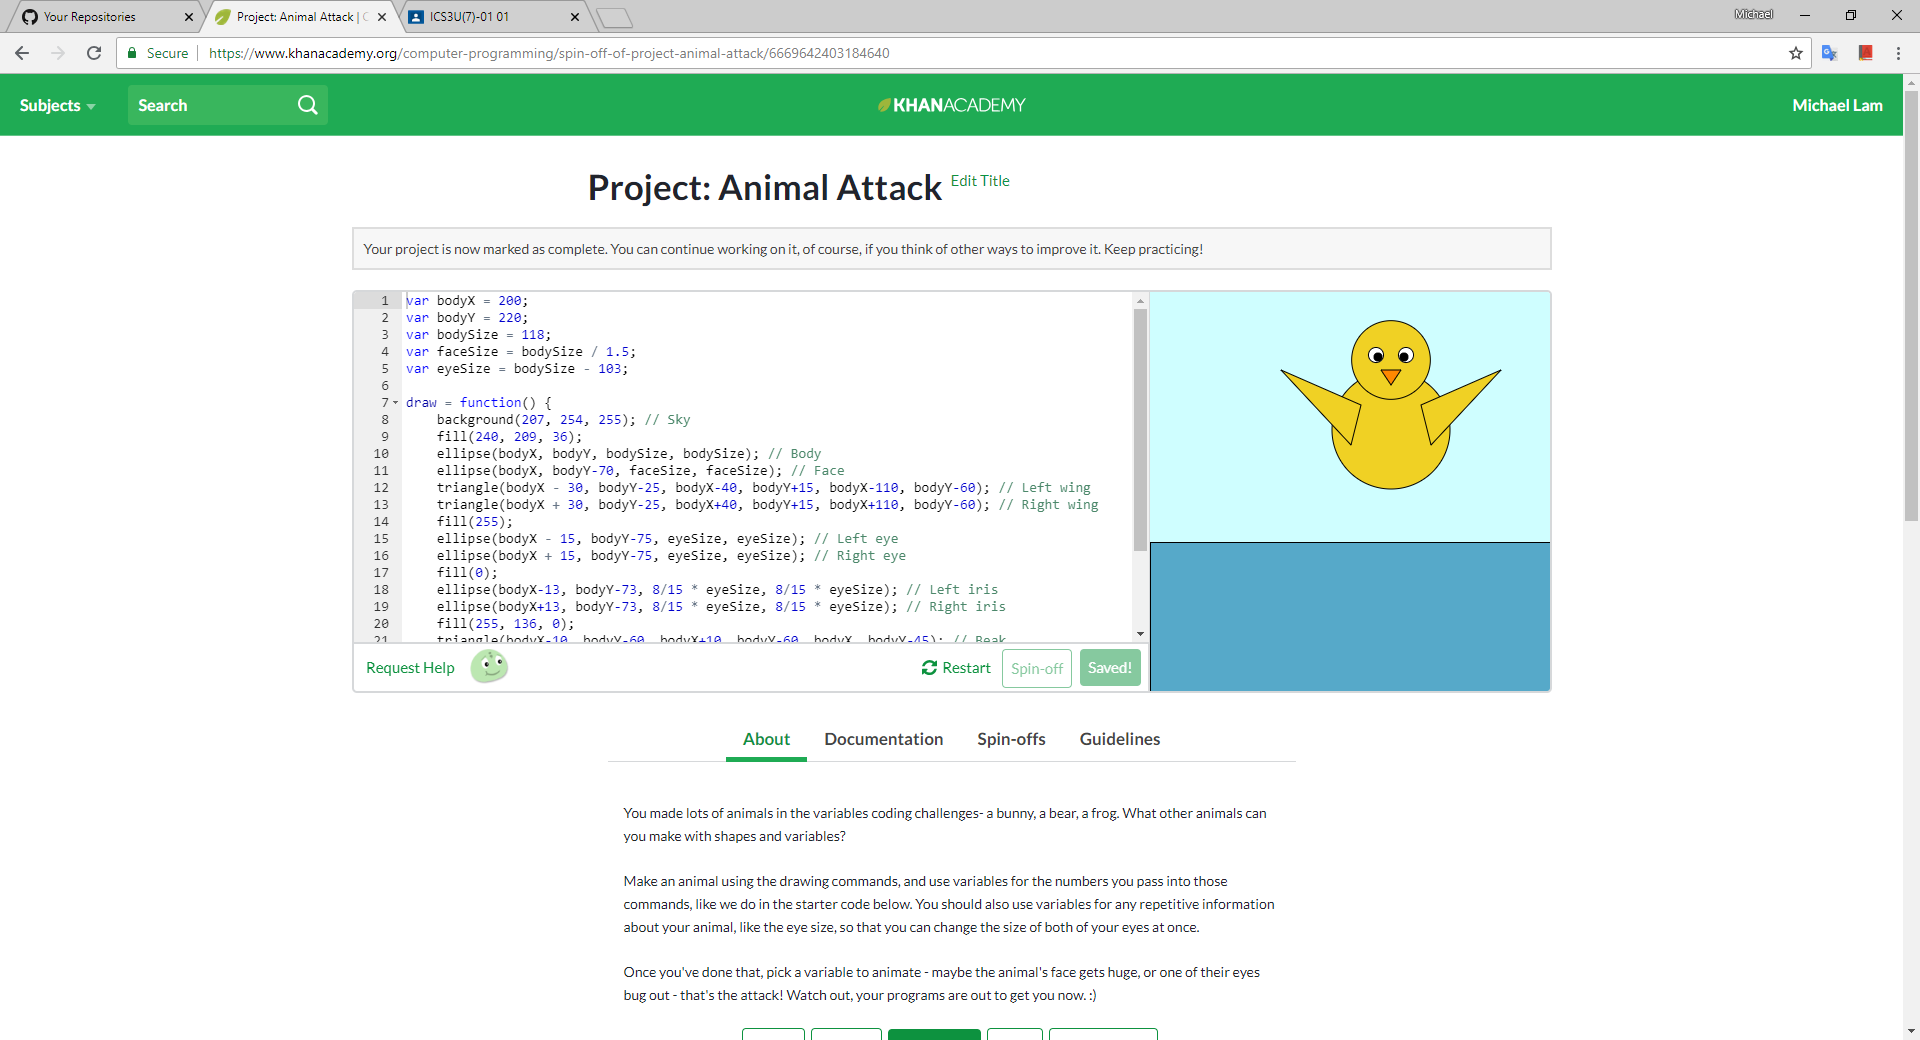 Your Repositories
Project: Animal Attack | C
ICS3U(7)-01 01
Michael
Secure
https://www.khanacademy.org/computer-programming/spin-off-of-project-animal-attack/6669642403184640
Subjects
Search
KHANACADEMY
Michael Lam
Project: Animal Attack
Edit Title
Your project is now marked as complete. You can continue working on it, of course, if you think of other ways to improve it. Keep practicing!
1 var bodyX = 200;
2 var bodyY = 220;
3 var bodySize = 118;
4 var faceSize = bodySize / 1.5;
5 var eyeSize = bodySize - 103;
6
7 draw = function() {
8 background(207, 254, 255); // Sky
9 fill(240, 209, 36);
10 ellipse(bodyX, bodyY, bodySize, bodySize); // Body
11 ellipse(bodyX, bodyY-70, faceSize, faceSize); // Face
12 triangle(bodyX - 30, bodyY-25, bodyX-40, bodyY+15, bodyX-110, bodyY-60); // Left wing
13 triangle(bodyX + 30, bodyY-25, bodyX+40, bodyY+15, bodyX+110, bodyY-60); // Right wing
14 fill(255);
15 ellipse(bodyX - 15, bodyY-75, eyeSize, eyeSize); // Left eye
16 ellipse(bodyX + 15, bodyY-75, eyeSize, eyeSize); // Right eye
17 fill(0);
18 ellipse(bodyX-13, bodyY-73, 8/15 * eyeSize, 8/15 * eyeSize); // Left iris
19 ellipse(bodyX+13, bodyY-73, 8/15 * eyeSize, 8/15 * eyeSize); // Right iris
20 fill(255, 136, 0);
21 triangle(bodyX-10, bodyY-60, bodyX+10, bodyY-60, bodyX, bodyY-45); // Beak
Request Help
Restart
Spin-off
Saved!
About
Documentation
Spin-offs
Guidelines
You made lots of animals in the variables coding challenges- a bunny, a bear, a frog. What other animals can
you make with shapes and variables?
Make an animal using the drawing commands, and use variables for the numbers you pass into those
commands, like we do in the starter code below. You should also use variables for any repetitive information
about your animal, like the eye size, so that you can change the size of both of your eyes at once.
Once you've done that, pick a variable to animate - maybe the animal's face gets huge, or one of their eyes
bug out - that's the attack! Watch out, your programs are out to get you now. :)